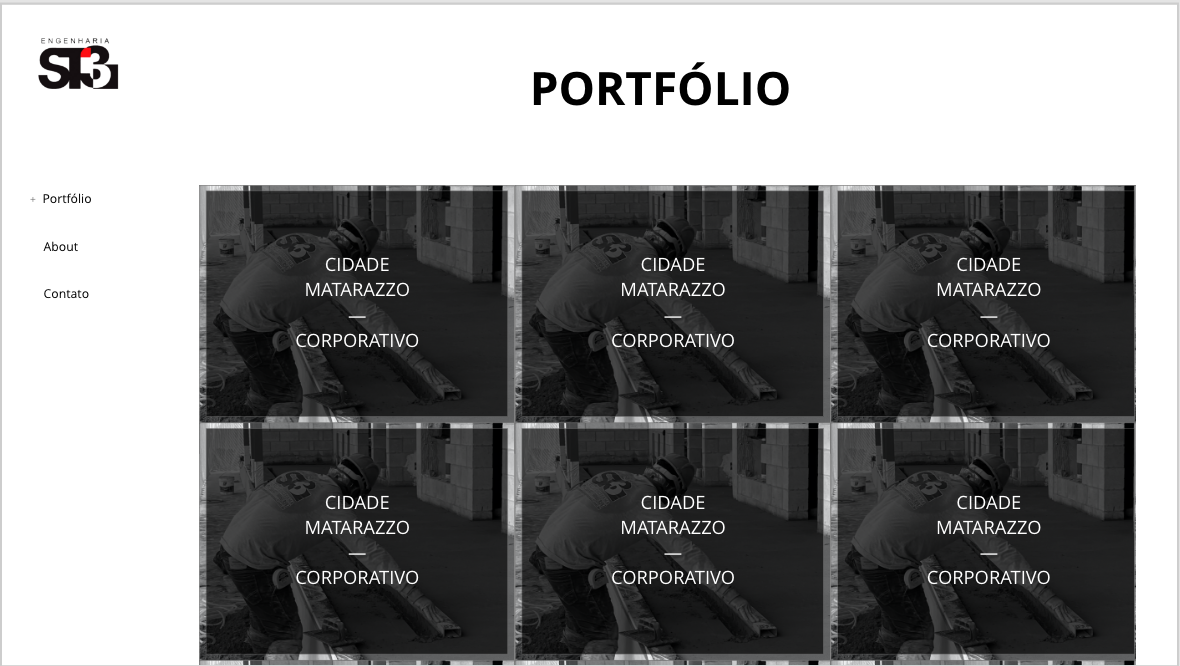 ENGENHARIA
ST3
PORTFÓLIO
+ Portfólio
About
Contato
CIDADE
MATARAZZO
—
CORPORATIVO
CIDADE
MATARAZZO
—
CORPORATIVO
CIDADE
MATARAZZO
—
CORPORATIVO
CIDADE
MATARAZZO
—
CORPORATIVO
CIDADE
MATARAZZO
—
CORPORATIVO
CIDADE
MATARAZZO
—
CORPORATIVO